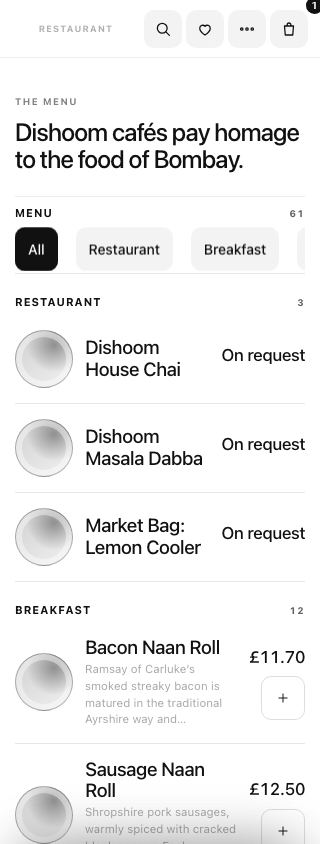 RESTAURANT
1
THE MENU
Dishoom cafés pay homage
to the food of Bombay.
MENU
61
All
Restaurant
Breakfast
RESTAURANT
3
Dishoom
House Chai
On request
Dishoom
Masala Dabba
On request
Market Bag:
Lemon Cooler
On request
BREAKFAST
12
Bacon Naan Roll
£11.70
Ramsay of Carluke's
smoked streaky bacon is
matured in the traditional
Ayrshire way and...
+
Sausage Naan
Roll
£12.50
Shropshire pork sausages,
warmly spiced with cracked
+